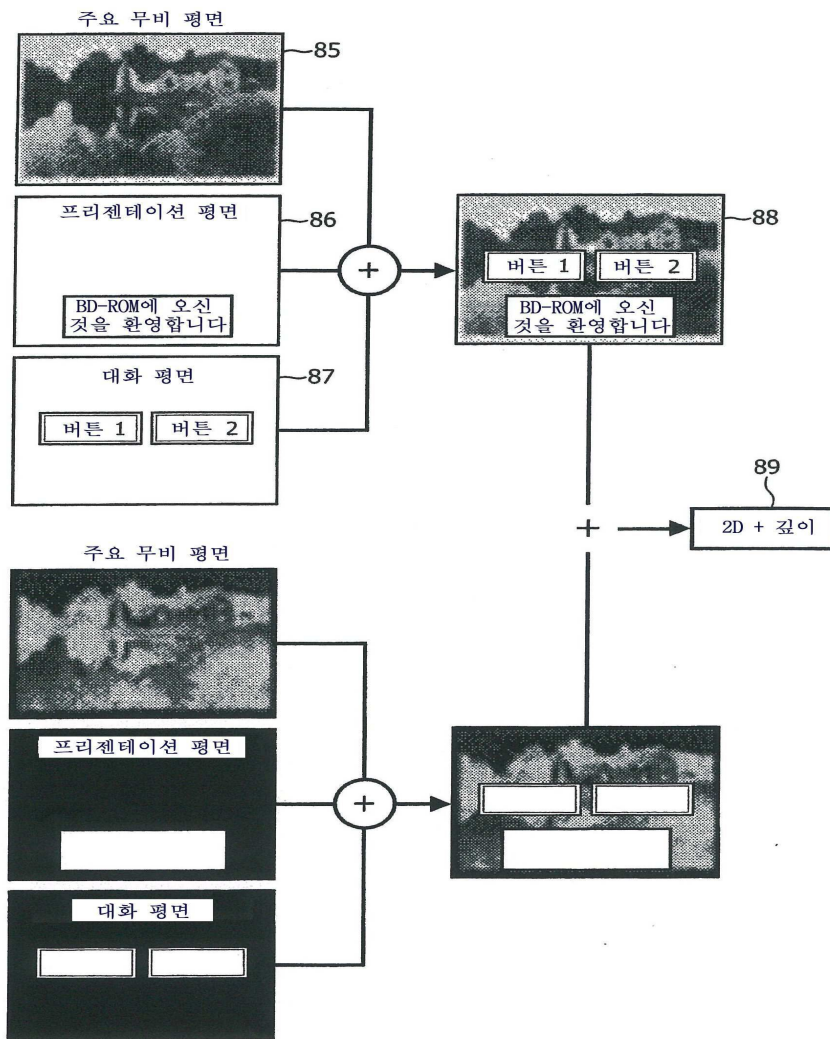 주요 무비 평면
85
프리젠테이션 평면
86
BD-ROM에 오신
것을 환영합니다
대화 평면
87
버튼 1 버튼 2
+
88
버튼 1 버튼 2
BD-ROM에 오신
것을 환영합니다
+
89
2D + 깊이
주요 무비 평면
프리젠테이션 평면
대화 평면
+